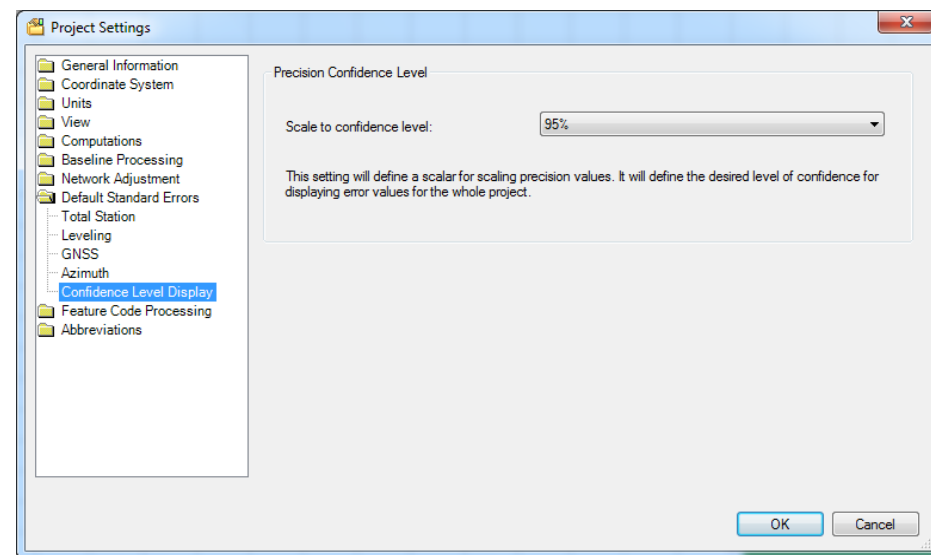 Project Settings
General Information
Coordinate System
Units
View
Computations
Baseline Processing
Network Adjustment
Default Standard Errors
Total Station
Leveling
GNSS
Azimuth
Confidence Level Display
Feature Code Processing
Abbreviations
Precision Confidence Level
Scale to confidence level:
95%
This setting will define a scalar for scaling precision values. It will define the desired level of confidence for
displaying error values for the whole project.
OK
Cancel